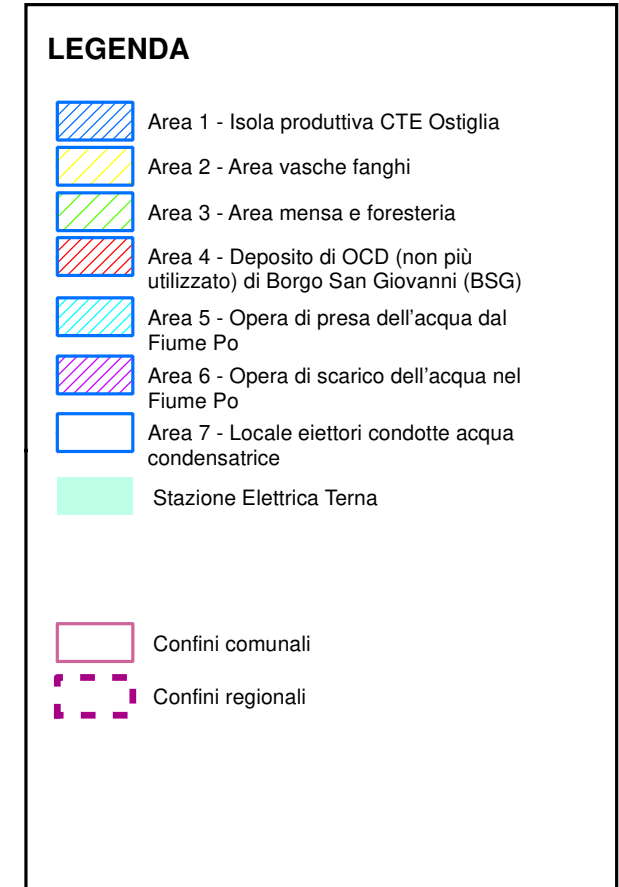 LEGENDA
Area 1 - Isola produttiva CTE Ostiglia
Area 2 - Area vasche fanghi
Area 3 - Area mensa e foresteria
Area 4 - Deposito di OCD (non più
utilizzato) di Borgo San Giovanni (BSG)
Area 5 - Opera di presa dell'acqua dal
Fiume Po
Area 6 - Opera di scarico dell'acqua nel
Fiume Po
Area 7 - Locale eiettori condotte acqua
condensatrice
Stazione Elettrica Terna
Confini comunali
Confini regionali